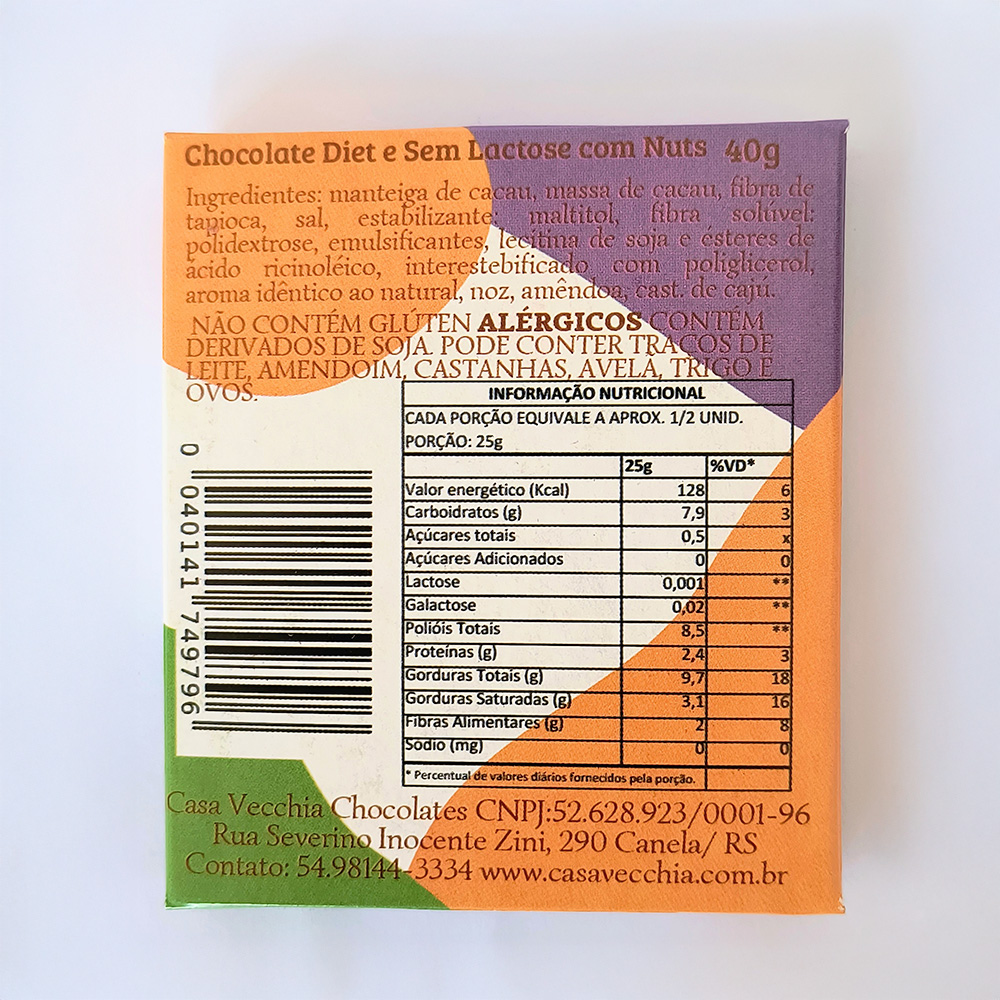 Chocolate Diet e Sem Lactose com Nuts 40g
Ingredientes: manteiga de cacau, massa de cacau, fibra de
tapioca, sal, estabilizante: maltitol, fibra solúvel:
polidextrose, emulsificantes, lecitina de soja e ésteres de
ácido ricinoléico, interestebificado com poliglicerol,
aroma idêntico ao natural, noz, amêndoa, cast. de cajú.
NÃO CONTÉM GLÚTEN ALÉRGICOS CONTÉM
DERIVADOS DE SOJA. PODE CONTER TRAÇOS DE
LEITE, AMENDOIM, CASTANHAS, AVELÃ, TRIGO E
OVOS.
INFORMAÇÃO NUTRICIONAL
CADA PORÇÃO EQUIVALE A APROX. 1/2 UNID.
PORÇÃO: 25g
25g %VD*
Valor energético (Kcal) 128 6
Carboidratos (g) 7,9 3
Açúcares totais 0,5 x
Açúcares Adicionados 0 0
Lactose 0,001 **
Galactose 0,02 **
Polióis Totais 8,5 **
Proteínas (g) 2,4 3
Gorduras Totais (g) 9,7 18
Gorduras Saturadas (g) 3,1 16
Fibras Alimentares (g) 2 8
Sódio (mg) 0 0
* Percentual de valores diários fornecidos pela porção.
0 040141 749796
Casa Vecchia Chocolates CNPJ:52.628.923/0001-96
Rua Severino Inocente Zini, 290 Canela/ RS
Contato: 54.98144-3334 www.casavecchia.com.br